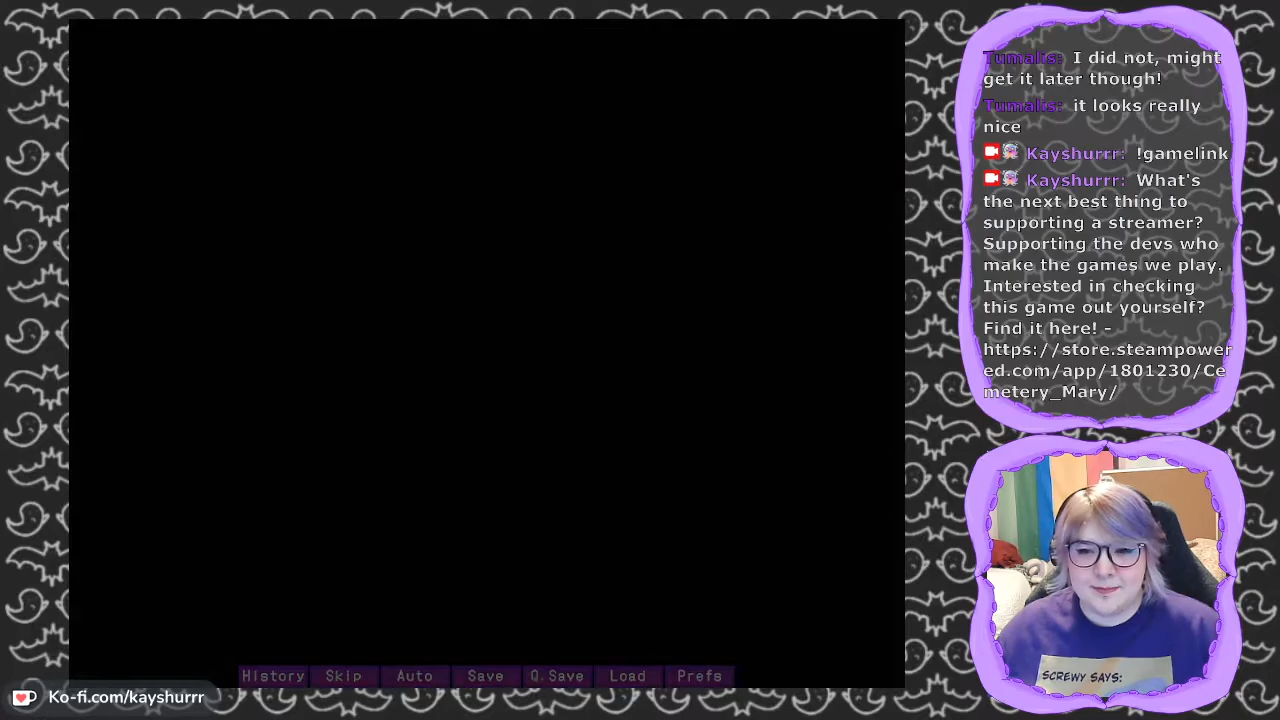 Tumalis: I did not, might
get it later though!
Tumalis: it looks really
nice
Kayshurrr: !gamelink
Kayshurrr: What's
the next best thing to
supporting a streamer?
Supporting the devs who
make the games we play.
Interested in checking
this game out yourself?
Find it here! -
https://store.steampower
ed.com/app/1801230/Ce
metery_Mary/
SCREWY SAYS:
History Skip Auto Save Q.Save Load Prefs
Ko-fi.com/kayshurrr